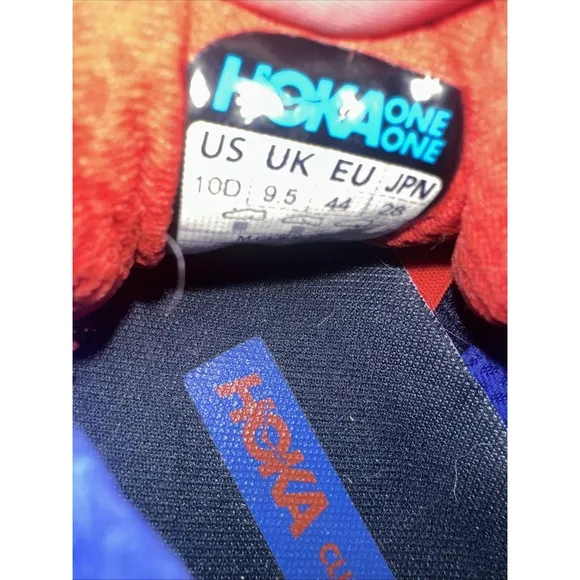 HOKA ONE ONE
US UK EU JPN
10D 9.5 44 28
HOKA